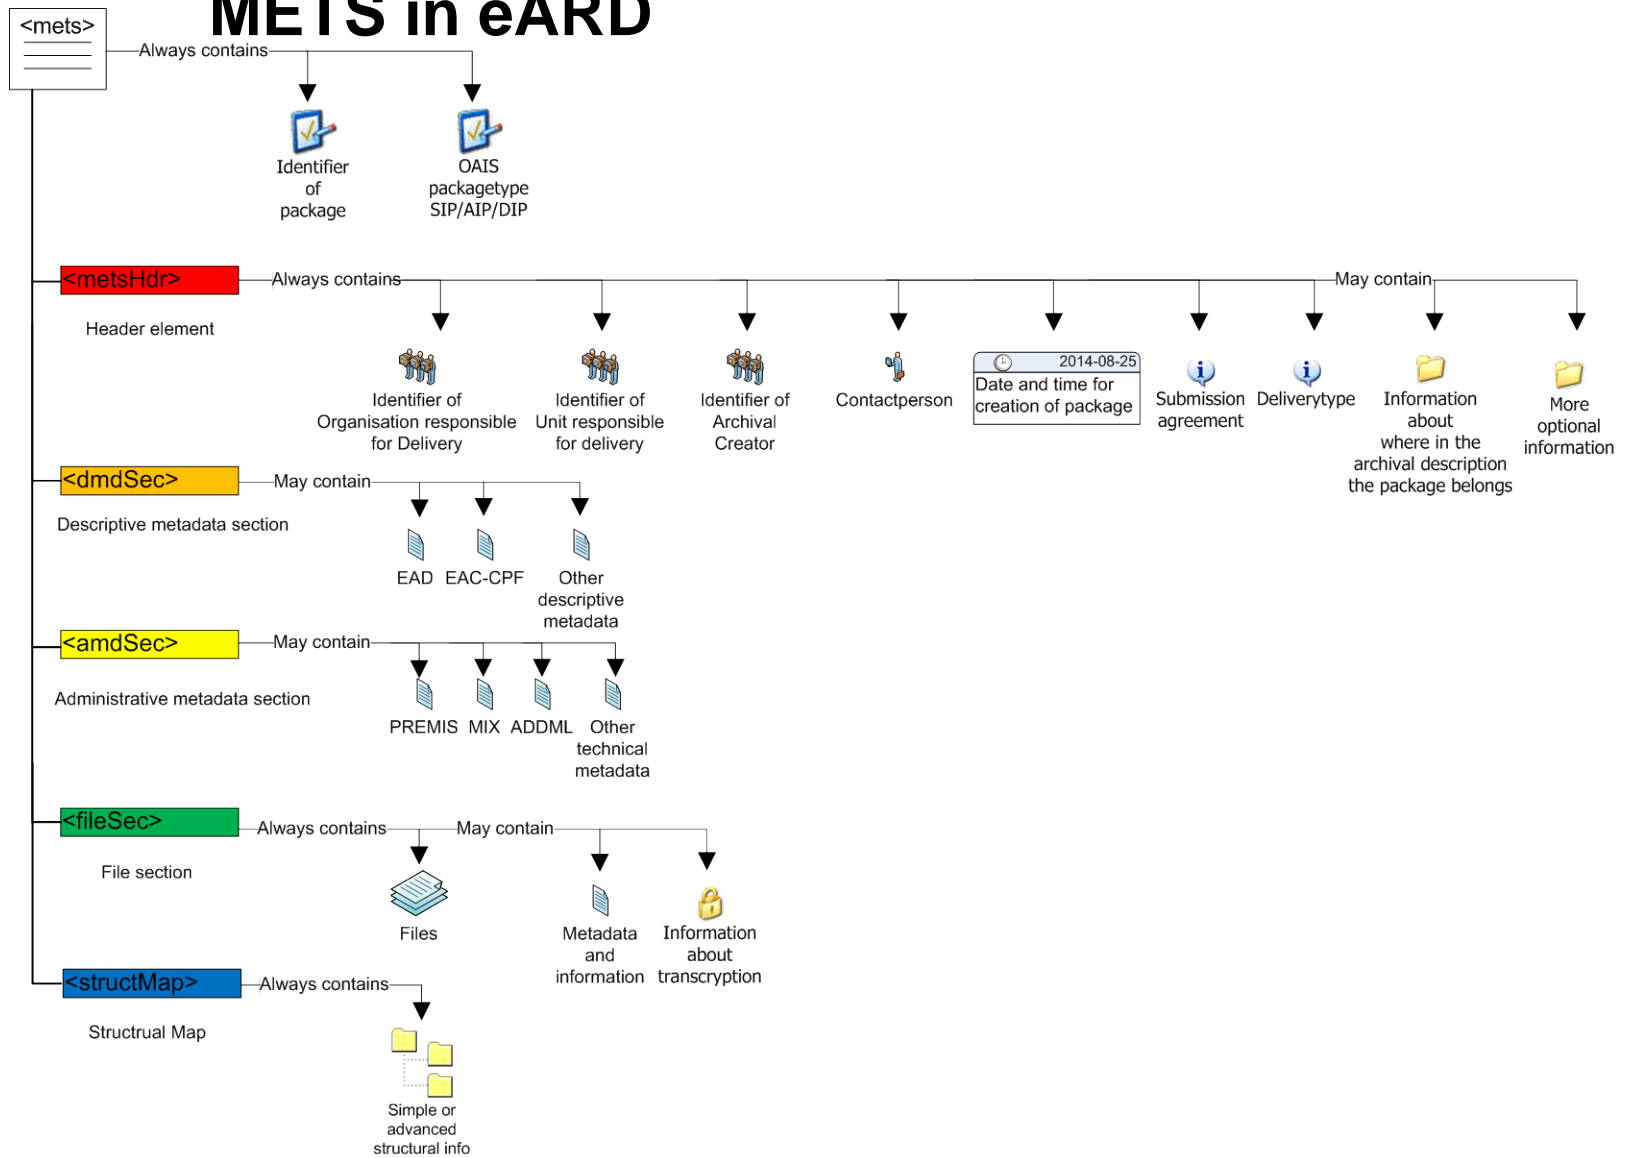 METS in eARD
<mets>
Always contains
Identifier
of
package
OAIS
packagetype
SIP/AIP/DIP
<metsHdr>
Always contains
May contain
Header element
Identifier of
Organisation responsible
for Delivery
Identifier of
Unit responsible
for delivery
Identifier of
Archival
Creator
Contactperson
2014-08-25
Date and time for
creation of package
Submission
agreement
Deliverytype
Information
about
where in the
archival description
the package belongs
More
optional
information
<dmdSec>
May contain
Descriptive metadata section
EAD
EAC-CPF
Other
descriptive
metadata
<amdSec>
May contain
Administrative metadata section
PREMIS
MIX
ADDML
Other
technical
metadata
<fileSec>
Always contains
May contain
File section
Files
Metadata
and
information
Information
about
transcryption
<structMap>
Always contains
Structrual Map
Simple or
advanced
structural info